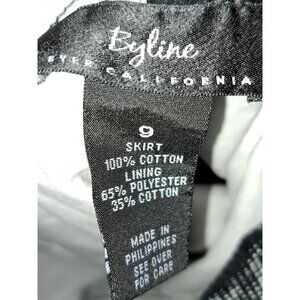 Byline
CALIFORNIA
9
SKIRT
100% COTTON
LINING
65% POLYESTER
35% COTTON
MADE IN
PHILIPPINES
SEE OVER
FOR CARE